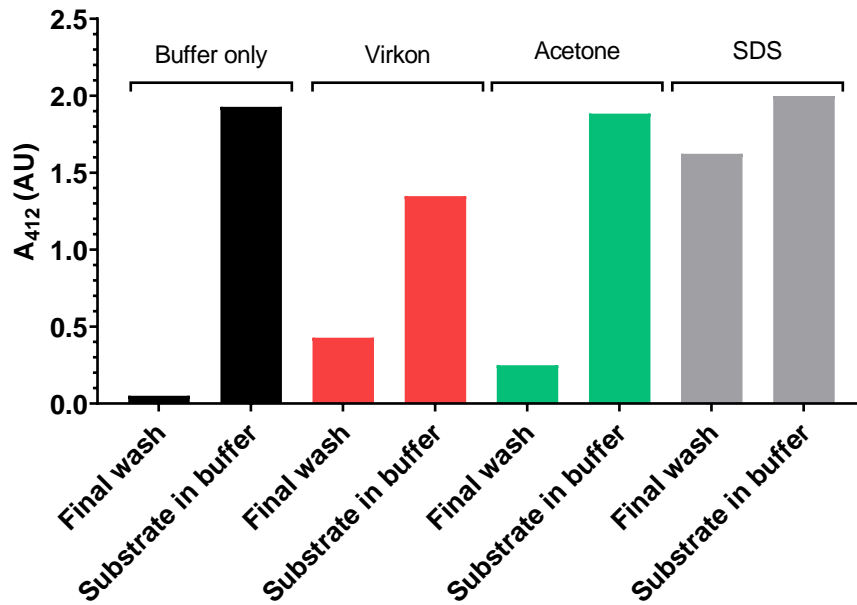 Buffer only
Virkon
Acetone
SDS
A412 (AU)
2.5
2.0
1.5
1.0
0.5
0.0
Final wash
Substrate in buffer
Final wash
Substrate in buffer
Final wash
Substrate in buffer
Final wash
Substrate in buffer